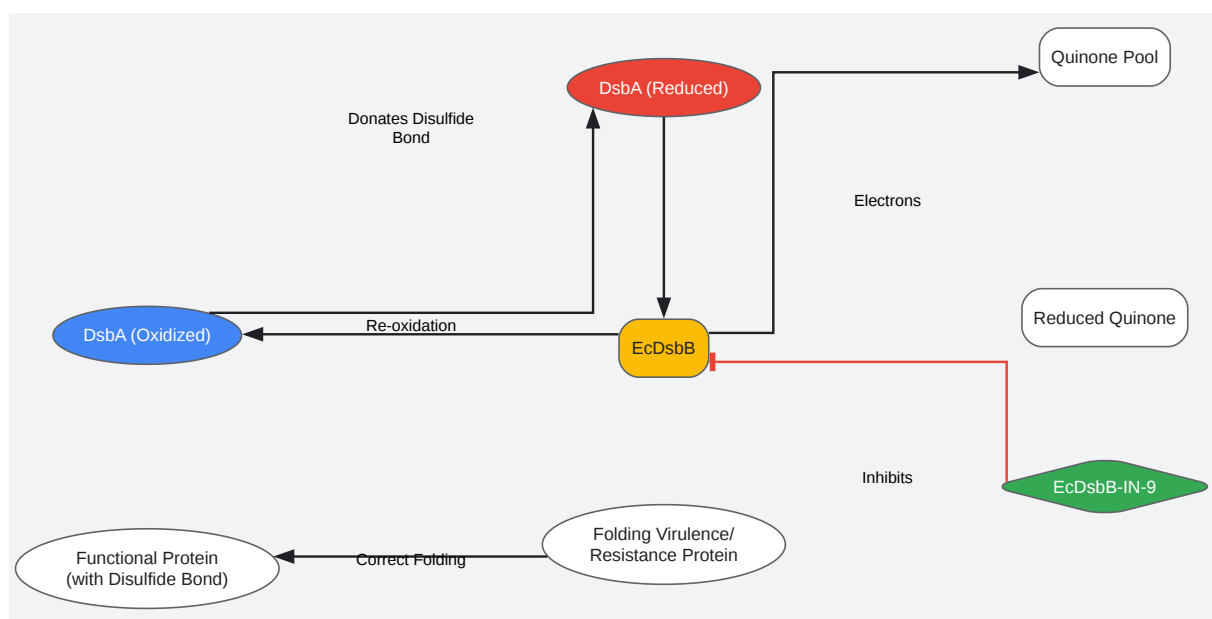 Quinone Pool
DsbA (Reduced)
Donates Disulfide
Bond
Electrons
Reduced Quinone
DsbA (Oxidized)
Re-oxidation
EcDsbB
Inhibits
EcDsbB-IN-9
Folding Virulence/
Resistance Protein
Functional Protein
(with Disulfide Bond)
Correct Folding